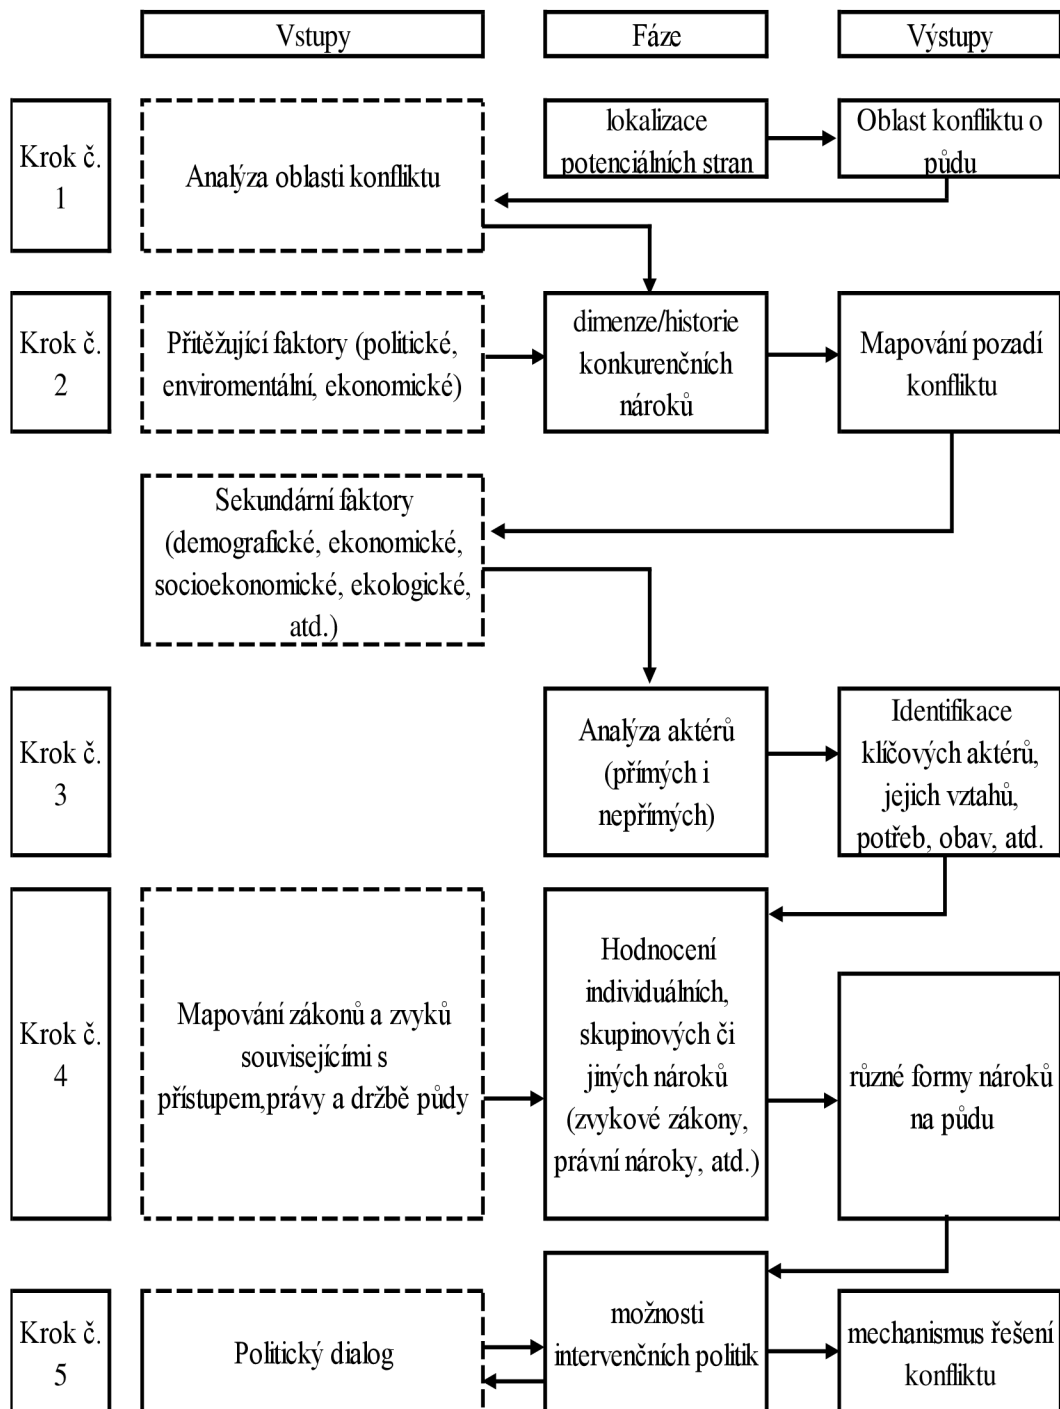 Vstupy
Fáze
Výstupy
Krok č.
1
Analýza oblasti konfliktu
lokalizace
potenciálních stran
Oblast konfliktu o
půdu
Krok č.
2
Přitěžující faktory (politické,
enviromentální, ekonomické)
dimenze/historie
konkurenčních
nároků
Mapování pozadí
konfliktu
Sekundární faktory
(demografické, ekonomické,
socioekonomické, ekologické,
atd.)
Krok č.
3
Analýza aktérů
(přímých i
nepřímých)
Identifikace
klíčových aktérů,
jejich vztahů,
potřeb, obav, atd.
Krok č.
4
Mapování zákonů a zvyků
souvisejícími s
přístupem,právy a držbě půdy
Hodnocení
individuálních,
skupinových či
jiných nároků
(zvykové zákony,
právní nároky, atd.)
různé formy nároků
na půdu
Krok č.
5
Politický dialog
možnosti
intervenčních politik
mechanismus řešení
konfliktu